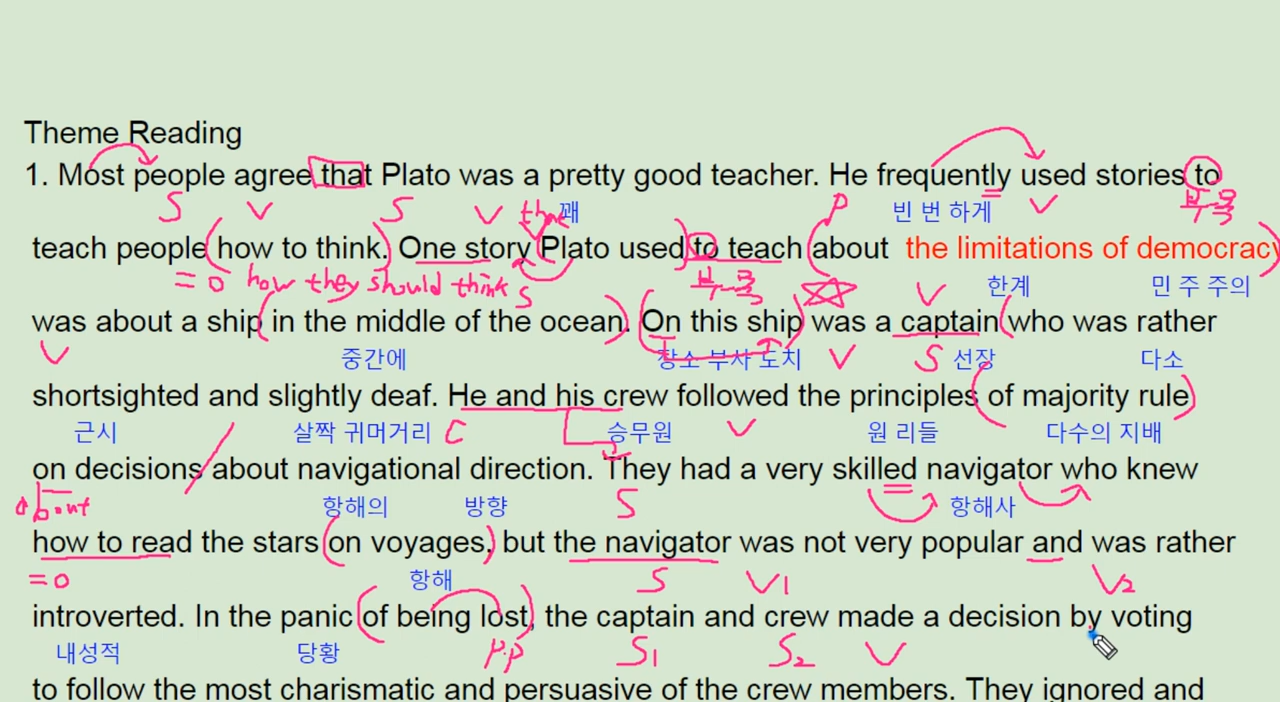 Theme Reading
1. Most people agree that Plato was a pretty good teacher. He frequently used stories to
S V S V that 꽤 P 빈 번 하게 V 부-목
teach people how to think. One story Plato used to teach about the limitations of democracy
= O how they should think S 부-목 V 한계 민 주 주의
was about a ship in the middle of the ocean. On this ship was a captain who was rather
V 중간에 장소 부사 도치 V S 선장 다소
shortsighted and slightly deaf. He and his crew followed the principles of majority rule
근시 살짝 귀머거리 승무원 V 원 리들 다수의 지배
on decisions about navigational direction. They had a very skilled navigator who knew
about 항해의 방향 S 항해사
how to read the stars on voyages, but the navigator was not very popular and was rather
= O 항해 S V1 V2
introverted. In the panic of being lost, the captain and crew made a decision by voting
내성적 당황 P.P S1 S2 V
to follow the most charismatic and persuasive of the crew members. They ignored and